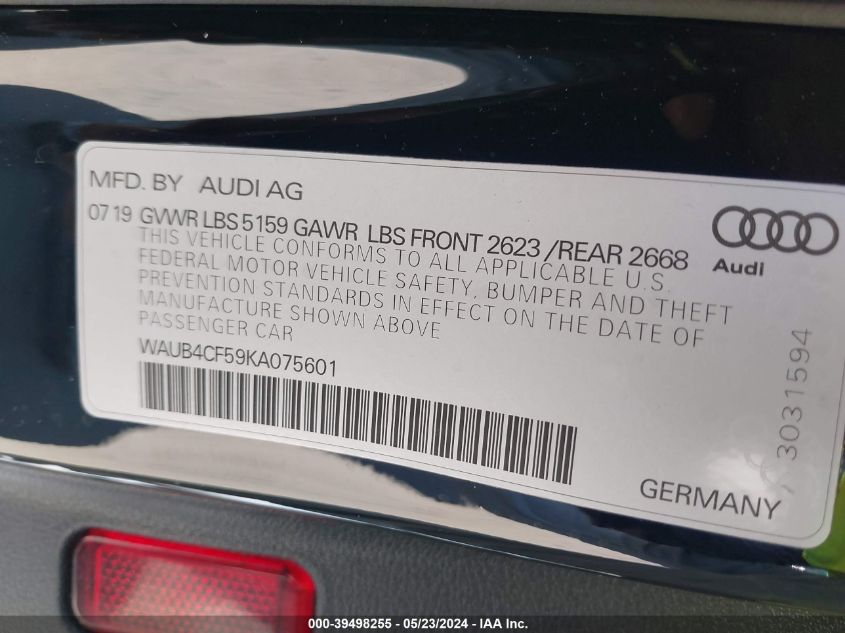 MFD. BY AUDI AG
07 19 GVWR LBS 5159 GAWR LBS FRONT 2623 /REAR 2668
THIS VEHICLE CONFORMS TO ALL APPLICABLE U.S.
FEDERAL MOTOR VEHICLE SAFETY, BUMPER AND THEFT
PREVENTION STANDARDS IN EFFECT ON THE DATE OF
MANUFACTURE SHOWN ABOVE
PASSENGER CAR
WAUB4CF59KA075601
Audi
GERMANY
, 3031594
000-39498255 - 05/23/2024 - IAA Inc.